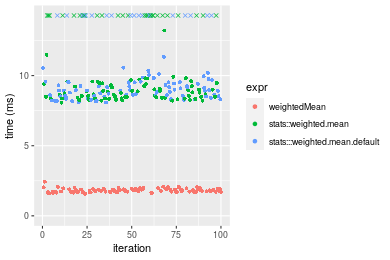 time (ms)
10
5
0
0
25
50
75
100
iteration
expr
weightedMean
stats::weighted.mean
stats:::weighted.mean.default